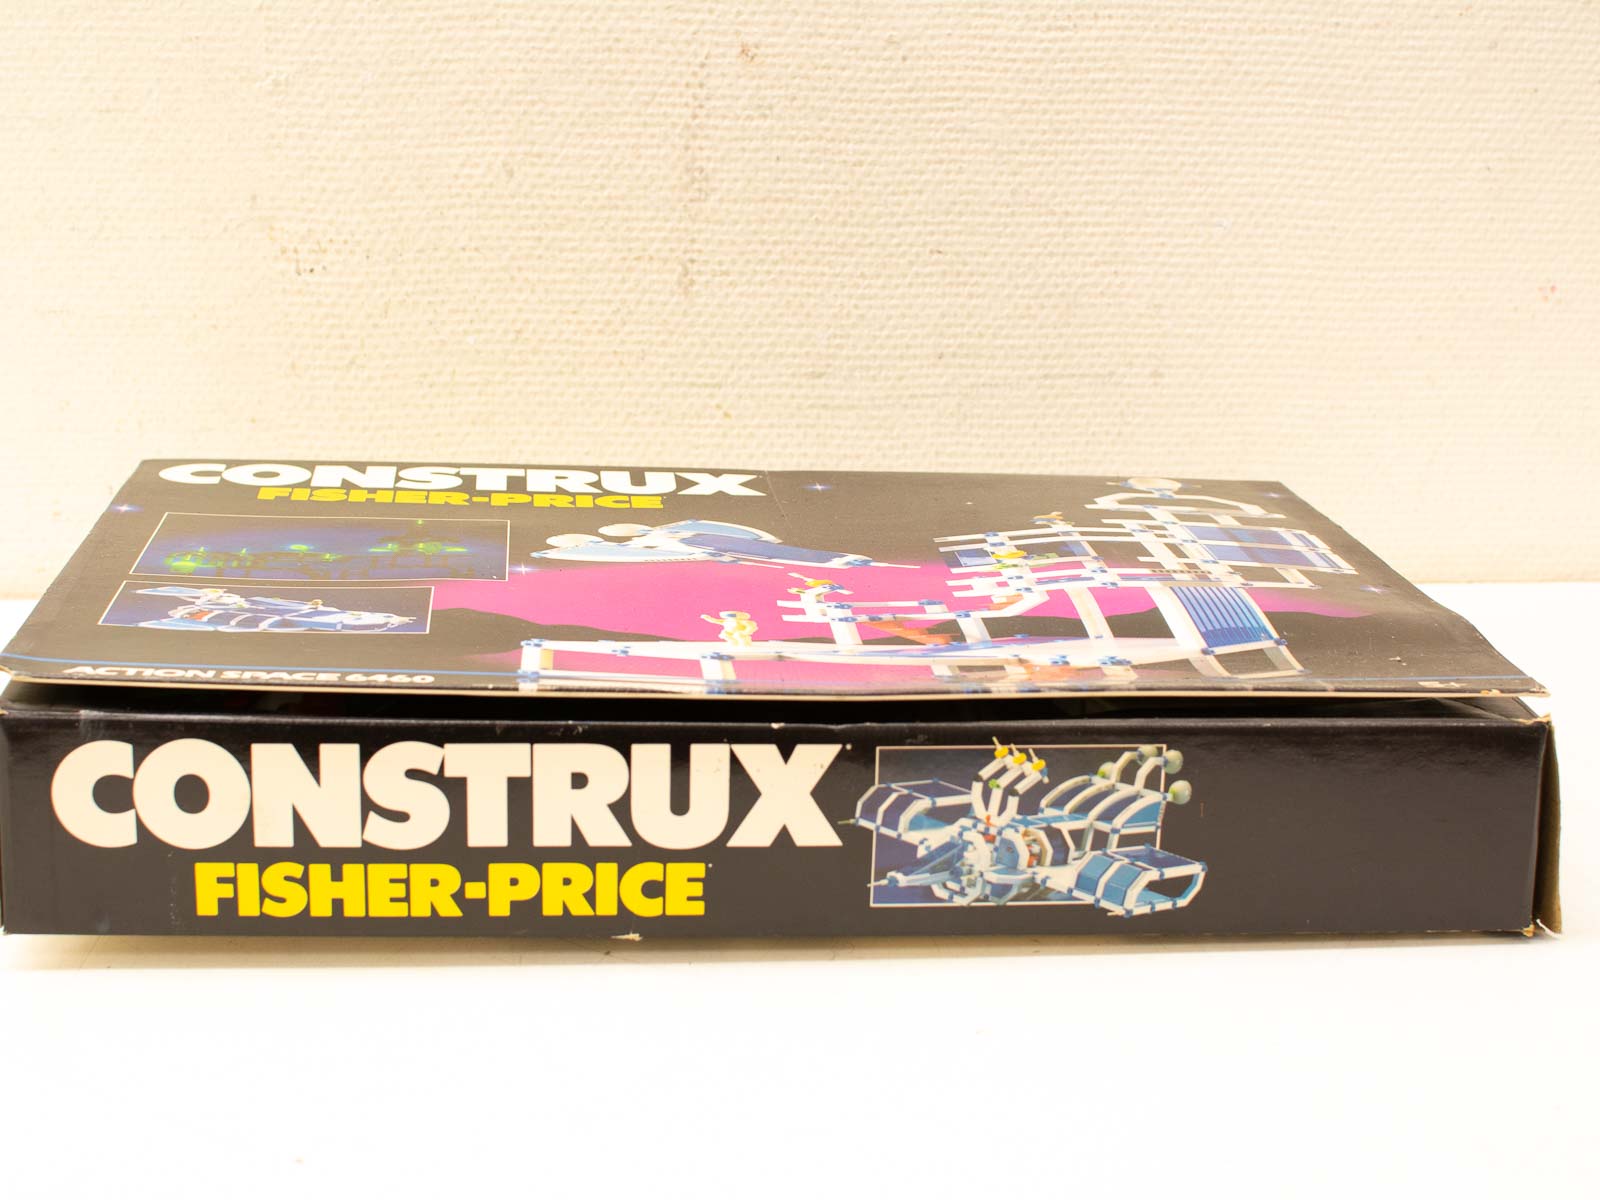 CONSTRUX
FISHER-PRICE
ACTION SPACE 6460
CONSTRUX
FISHER-PRICE